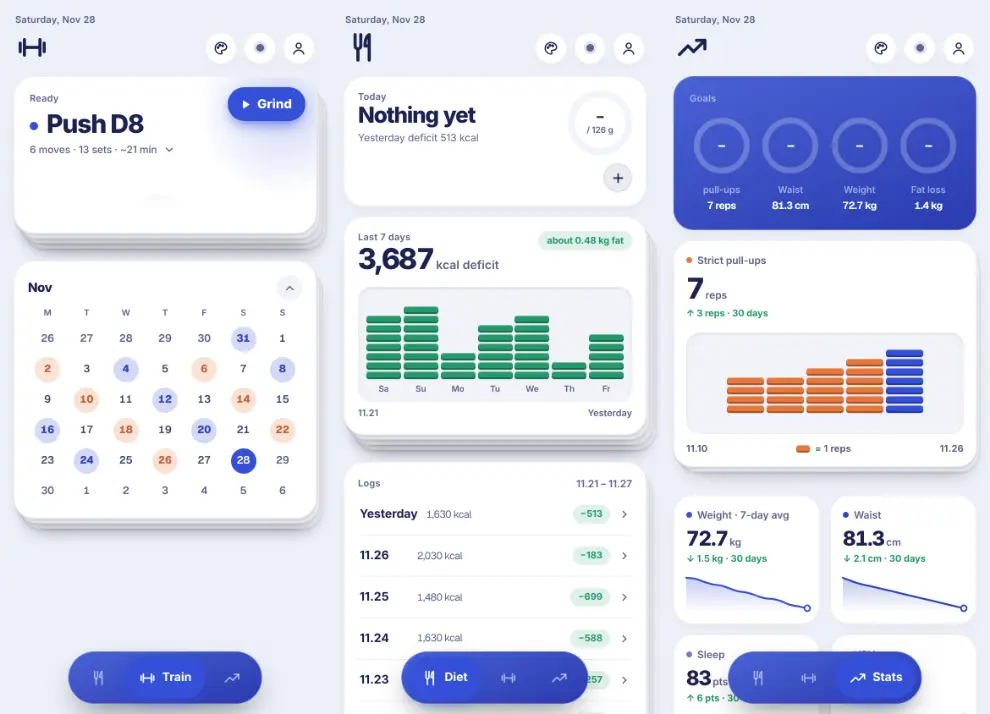 Saturday, Nov 28
Ready
Push D8
Grind
6 moves · 13 sets · ~21 min
Nov
M T W T F S S
26 27 28 29 30 31 1
2 3 4 5 6 7 8
9 10 11 12 13 14 15
16 17 18 19 20 21 22
23 24 25 26 27 28 29
30 1 2 3 4 5 6
Train
Saturday, Nov 28
Today
Nothing yet
Yesterday deficit 513 kcal
–
/ 126 g
+
Last 7 days
3,687 kcal deficit
about 0.48 kg fat
Sa Su Mo Tu We Th Fr
11.21 Yesterday
Logs 11.21 – 11.27
Yesterday 1,630 kcal −513
11.26 2,030 kcal −183
11.25 1,480 kcal −699
11.24 1,630 kcal −588
11.23 257
Diet
Saturday, Nov 28
Goals
– – – –
pull-ups Waist Weight Fat loss
7 reps 81.3 cm 72.7 kg 1.4 kg
Strict pull-ups
7 reps
↑ 3 reps · 30 days
11.10 = 1 reps 11.26
Weight · 7-day avg
72.7 kg
↓ 1.5 kg · 30 days
Waist
81.3 cm
↓ 2.1 cm · 30 days
Sleep
83 pts
↑ 6 pts · 30
Stats